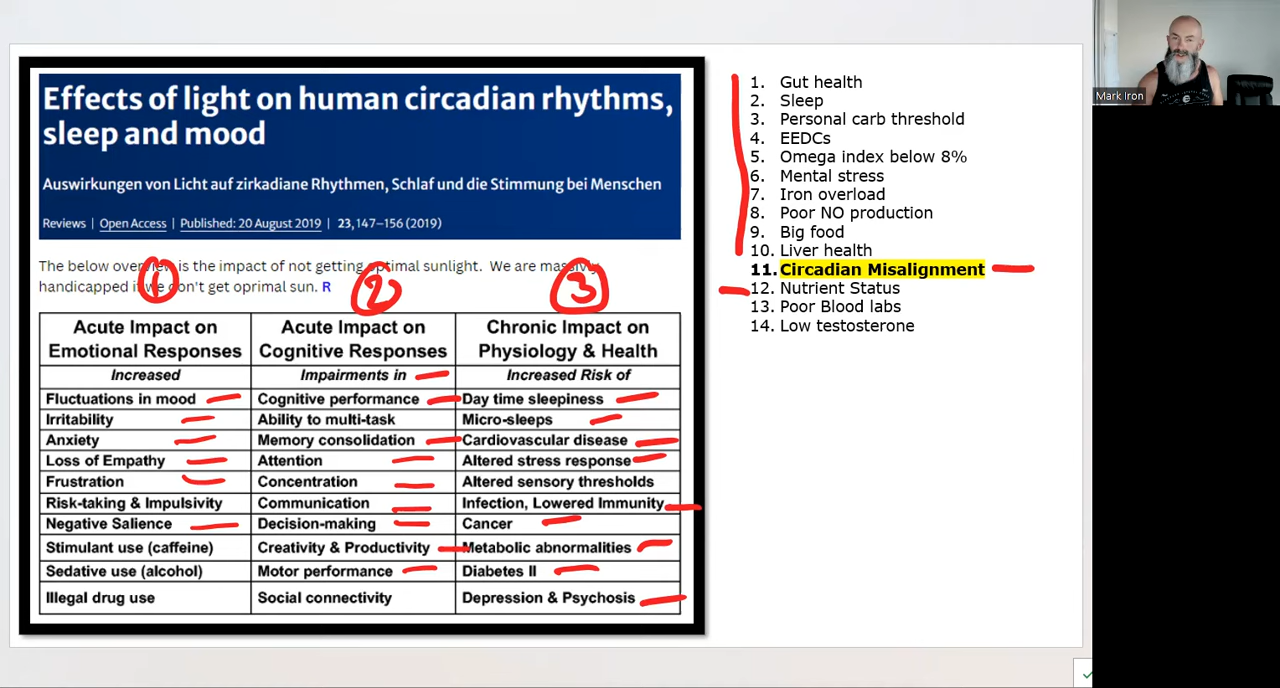 Effects of light on human circadian rhythms,
sleep and mood
Auswirkungen von Licht auf zirkadiane Rhythmen, Schlaf und die Stimmung bei Menschen
Reviews | Open Access | Published: 20 August 2019 | 23, 147–156 (2019)
The below overview is the impact of not getting optimal sunlight. We are massivly
handicapped if we don't get oprimal sun. R
1 2 3
Acute Impact on Emotional Responses
Acute Impact on Cognitive Responses
Chronic Impact on Physiology & Health
Increased Impairments in Increased Risk of
Fluctuations in mood Cognitive performance Day time sleepiness
Irritability Ability to multi-task Micro-sleeps
Anxiety Memory consolidation Cardiovascular disease
Loss of Empathy Attention Altered stress response
Frustration Concentration Altered sensory thresholds
Risk-taking & Impulsivity Communication Infection, Lowered Immunity
Negative Salience Decision-making Cancer
Stimulant use (caffeine) Creativity & Productivity Metabolic abnormalities
Sedative use (alcohol) Motor performance Diabetes II
Illegal drug use Social connectivity Depression & Psychosis
1. Gut health
2. Sleep
3. Personal carb threshold
4. EEDCs
5. Omega index below 8%
6. Mental stress
7. Iron overload
8. Poor NO production
9. Big food
10. Liver health
11. Circadian Misalignment
12. Nutrient Status
13. Poor Blood labs
14. Low testosterone
Mark Iron